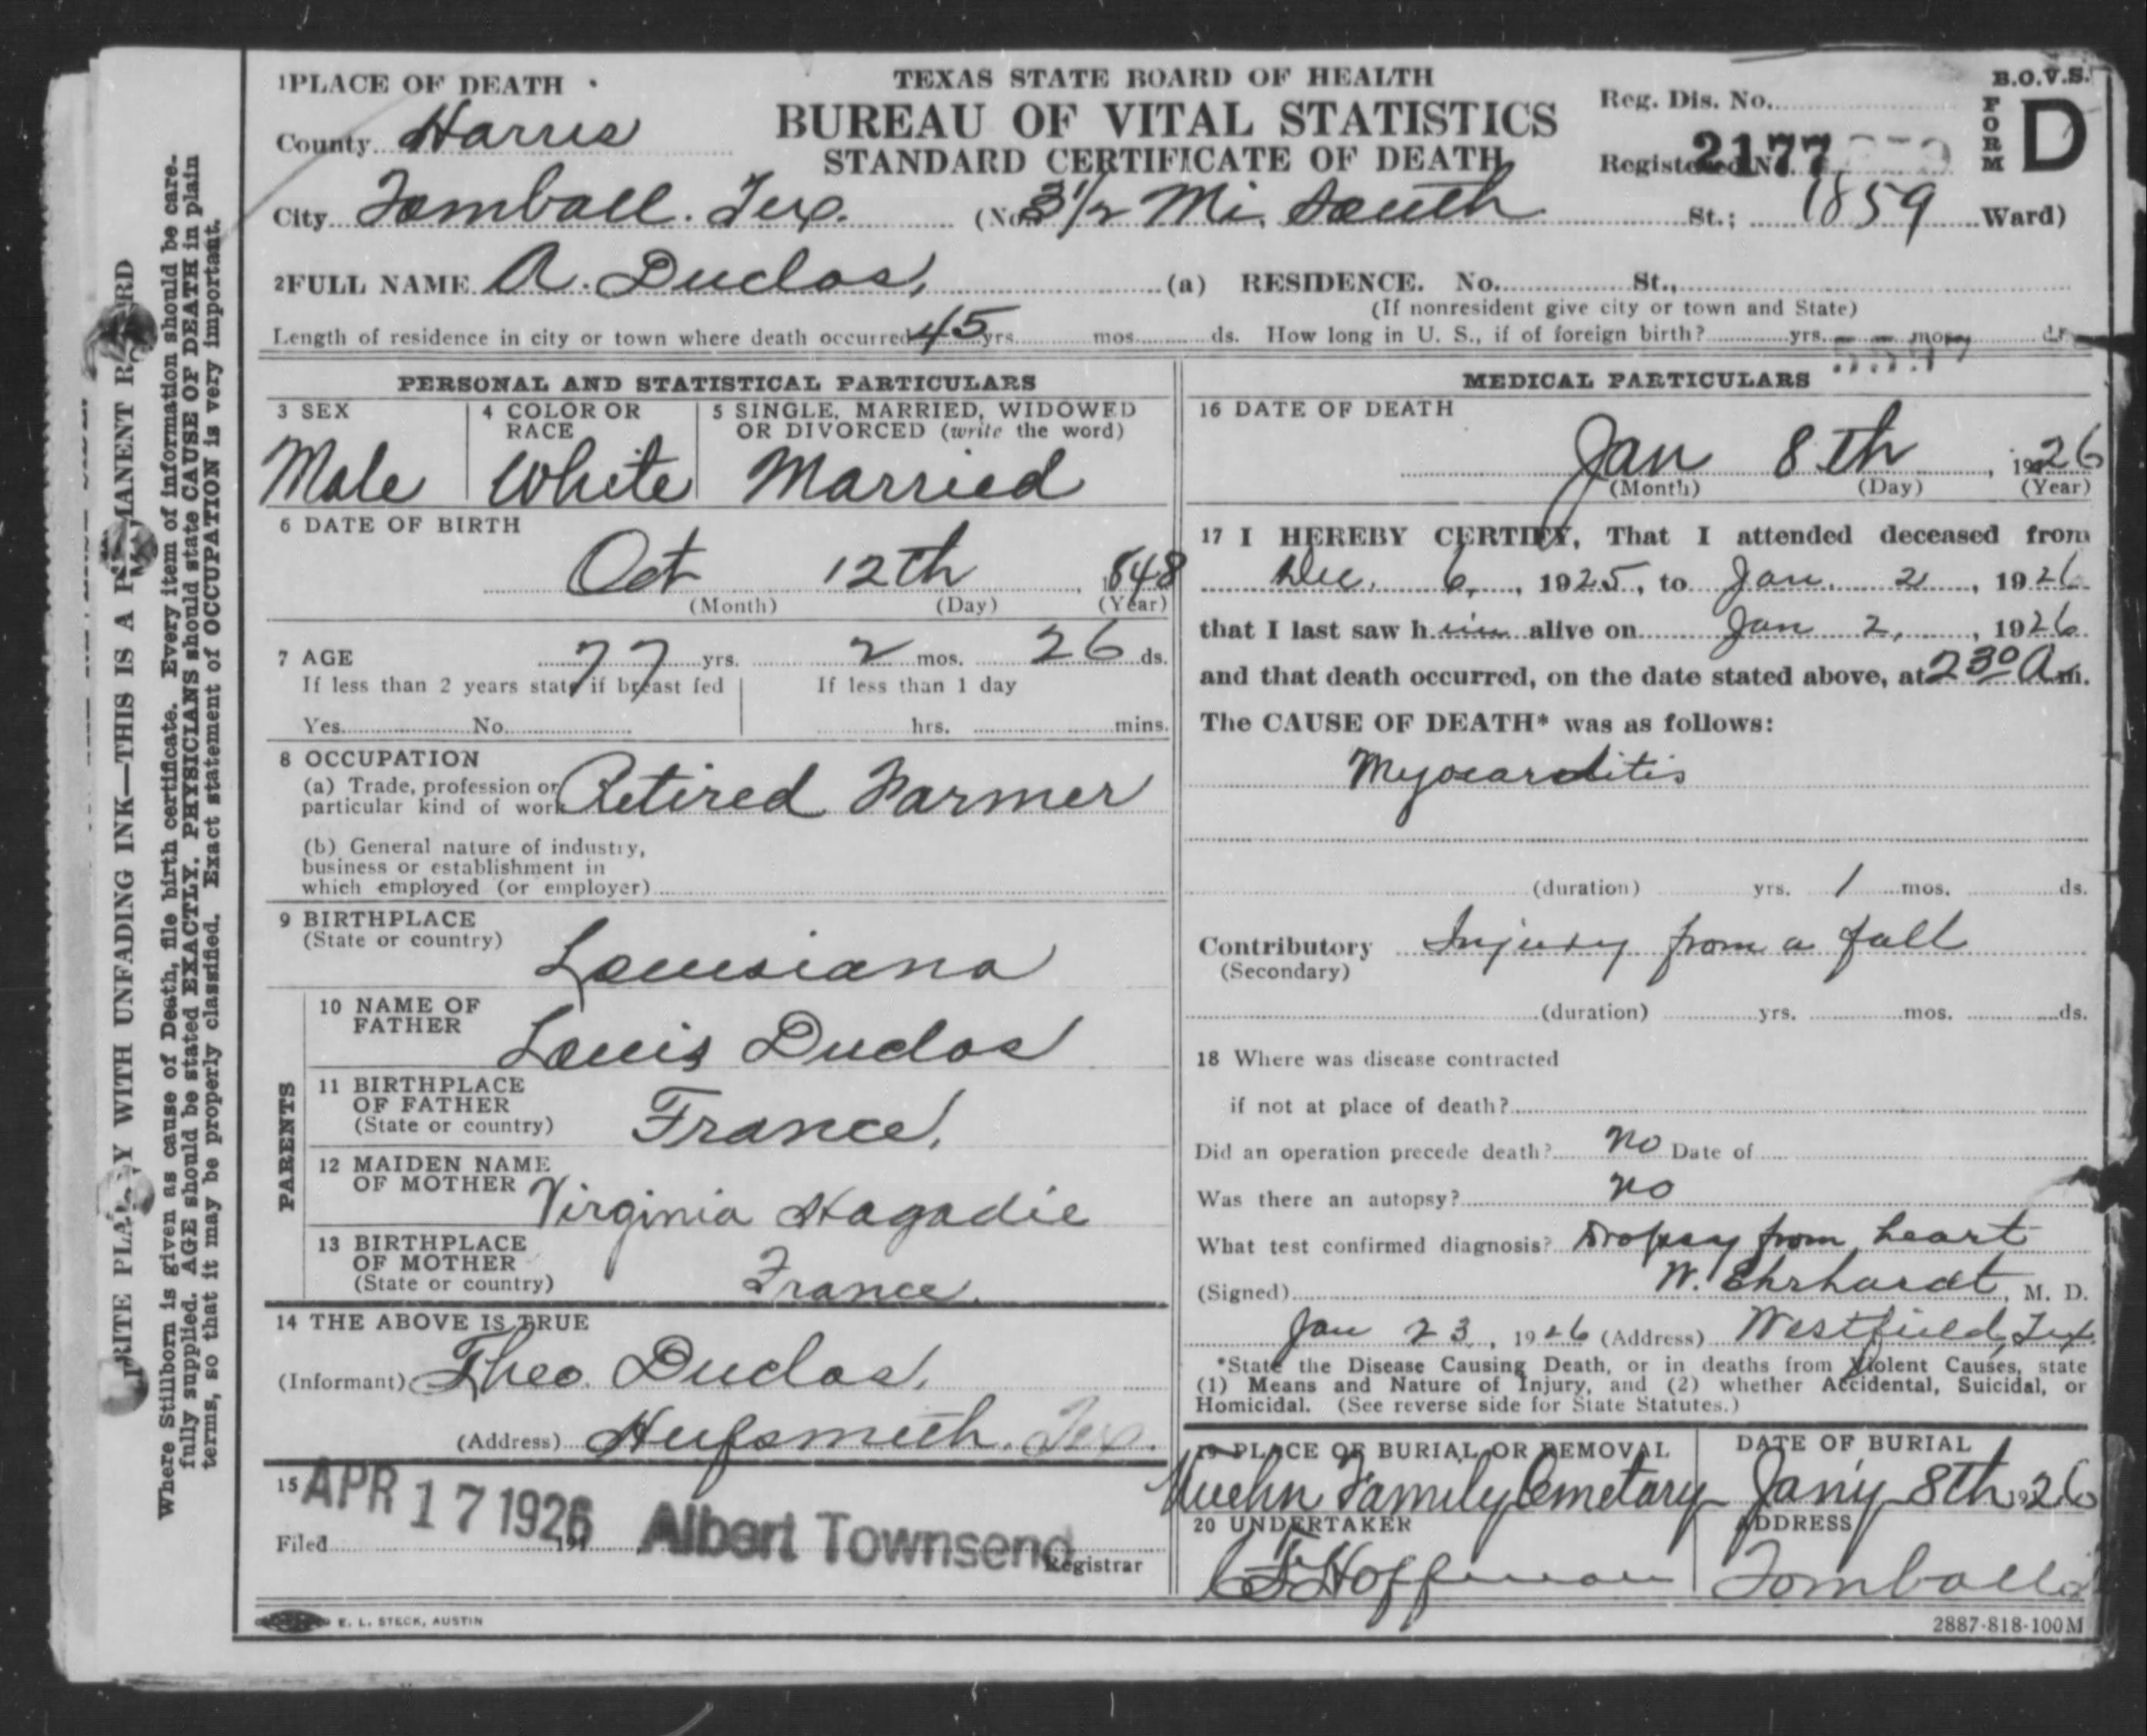 1 PLACE OF DEATH
TEXAS STATE BOARD OF HEALTH
BUREAU OF VITAL STATISTICS
STANDARD CERTIFICATE OF DEATH
B.O.V.S.
FORM D
Reg. Dis. No.
Registered No. 2177
County Harris
City Tomball. Tex. (No. 3 1/2 Mi. South St.; 1859 Ward)
2 FULL NAME A. Duclos, (a) RESIDENCE. No. St.,
(If nonresident give city or town and State)
Length of residence in city or town where death occurred 45 yrs. mos. ds. How long in U. S., if of foreign birth? yrs. mos. ds.
PERSONAL AND STATISTICAL PARTICULARS
3 SEX
Male
4 COLOR OR RACE
White
5 SINGLE, MARRIED, WIDOWED
OR DIVORCED (write the word)
Married
6 DATE OF BIRTH
Oct 12th 1848
(Month) (Day) (Year)
7 AGE 77 yrs. 2 mos. 26 ds.
If less than 2 years state if breast fed
If less than 1 day
Yes No
hrs. mins.
8 OCCUPATION
(a) Trade, profession or
particular kind of work Retired Farmer
(b) General nature of industry,
business or establishment in
which employed (or employer)
9 BIRTHPLACE
(State or country) Louisiana
PARENTS
10 NAME OF
FATHER Louis Duclos
11 BIRTHPLACE
OF FATHER
(State or country) France.
12 MAIDEN NAME
OF MOTHER Virginia Hagadie
13 BIRTHPLACE
OF MOTHER
(State or country) France.
14 THE ABOVE IS TRUE
(Informant) Theo. Duclos.
(Address) Hufsmith. Tex.
15 APR 17 1926
Filed 191 Albert Townsend Registrar
MEDICAL PARTICULARS
16 DATE OF DEATH
Jan 8th, 1926
(Month) (Day) (Year)
17 I HEREBY CERTIFY, That I attended deceased from
Dec. 6, 1925, to Jan. 2, 1926
that I last saw him alive on Jan 2, 1926.
and that death occurred, on the date stated above, at 2 30 A m.
The CAUSE OF DEATH* was as follows:
Myocarditis
(duration) yrs. 1 mos. ds.
Contributory Injury from a fall
(Secondary)
(duration) yrs. mos. ds.
18 Where was disease contracted
if not at place of death?
Did an operation precede death? no Date of
Was there an autopsy? no
What test confirmed diagnosis? Dropsy from heart
(Signed) W. Ehrhardt, M. D.
Jan 23, 1926 (Address) Westfield, Tex.
*State the Disease Causing Death, or in deaths from Violent Causes, state
(1) Means and Nature of Injury, and (2) whether Accidental, Suicidal, or
Homicidal. (See reverse side for State Statutes.)
19 PLACE OF BURIAL OR REMOVAL
Kuehn Family Cemetary
DATE OF BURIAL
Jany 8th 1926
20 UNDERTAKER
Hoffman
ADDRESS
Tomball
E. L. STECK, AUSTIN
2887-818-100M
WRITE PLAINLY WITH UNFADING INK—THIS IS A PERMANENT RECORD
Where Stillborn is given as cause of Death, file birth certificate. Every item of information should be care-
fully supplied. AGE should be stated EXACTLY. PHYSICIANS should state CAUSE OF DEATH in plain
terms, so that it may be properly classified. Exact statement of OCCUPATION is very important.